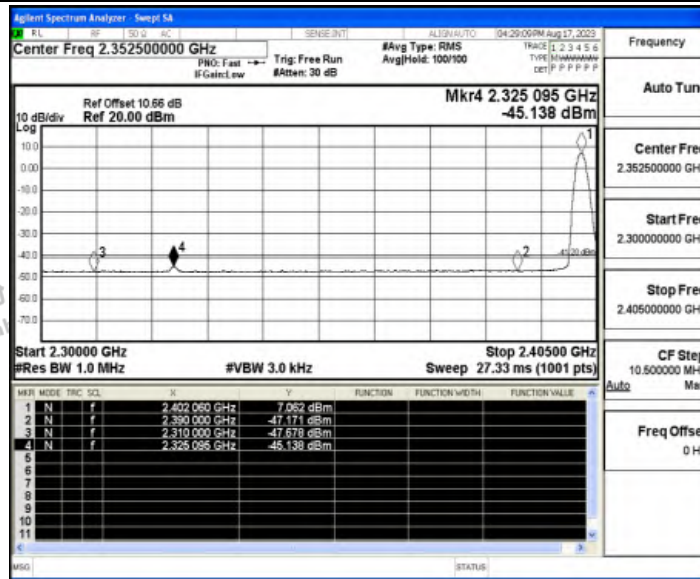 Agilent Spectrum Analyzer - Swept SA
RL RF 50 Ω AC SENSE:INT ALIGNAUTO 04:29:09PM Aug 17, 2023
Center Freq 2.352500000 GHz
PNO: Fast
IFGain:Low
Trig: Free Run
#Atten: 30 dB
#Avg Type: RMS
Avg|Hold: 100/100
TRACE 1 2 3 4 5 6
TYPE
DET P P P P P P
Frequency
Auto Tun
Mkr4 2.325 095 GHz
-45.138 dBm
Ref Offset 10.66 dB
10 dB/div Ref 20.00 dBm
Log
10.0
0.00
-10.0
-20.0
-30.0
-40.0
-50.0
-60.0
-70.0
1
2
3
4
-41.20 dBm
Center Fre
2.352500000 GH
Start Fre
2.300000000 GH
Stop Fre
2.405000000 GH
Start 2.30000 GHz Stop 2.40500 GHz
#Res BW 1.0 MHz #VBW 3.0 kHz Sweep 27.33 ms (1001 pts)
CF Ste
10.500000 MH
Auto Ma
Freq Offse
0 H
MKR MODE TRC SCL X Y FUNCTION FUNCTION WIDTH FUNCTION VALUE
1 N f 2.402 060 GHz 7.062 dBm
2 N f 2.390 000 GHz -47.171 dBm
3 N f 2.310 000 GHz -47.678 dBm
4 N f 2.325 095 GHz -45.138 dBm
5
6
7
8
9
10
11
MSG STATUS